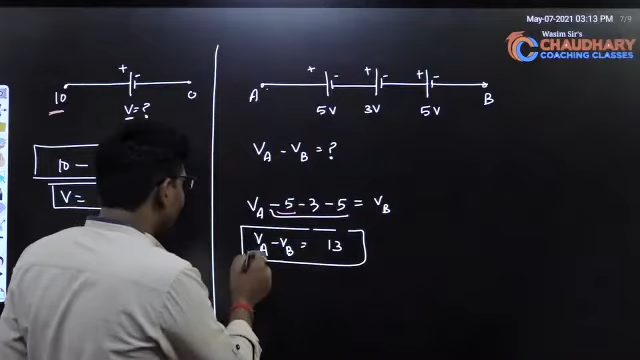 May-07-2021 03:13 PM 7/9
Wasim Sir's
CHAUDHARY
COACHING CLASSES
+ -
10 0
V = ?
10 -
V =
+ - + - + -
A B
5V 3V 5V
V_A - V_B = ?
V_A - 5 - 3 - 5 = V_B
V_A - V_B = 13